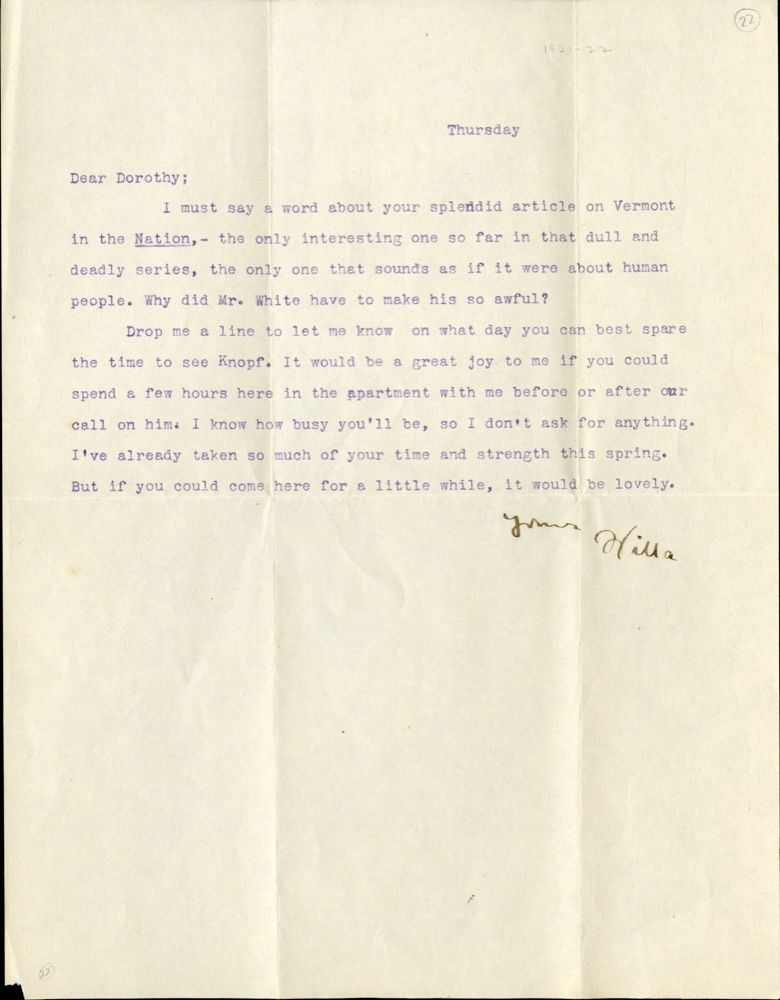 22
1921-22
Thursday
Dear Dorothy;
I must say a word about your splendid article on Vermont
in the Nation,- the only interesting one so far in that dull and
deadly series, the only one that sounds as if it were about human
people. Why did Mr. White have to make his so awful?
Drop me a line to let me know on what day you can best spare
the time to see Knopf. It would be a great joy to me if you could
spend a few hours here in the apartment with me before or after our
call on him. I know how busy you'll be, so I don't ask for anything.
I've already taken so much of your time and strength this spring.
But if you could come here for a little while, it would be lovely.
Yours
Willa
22